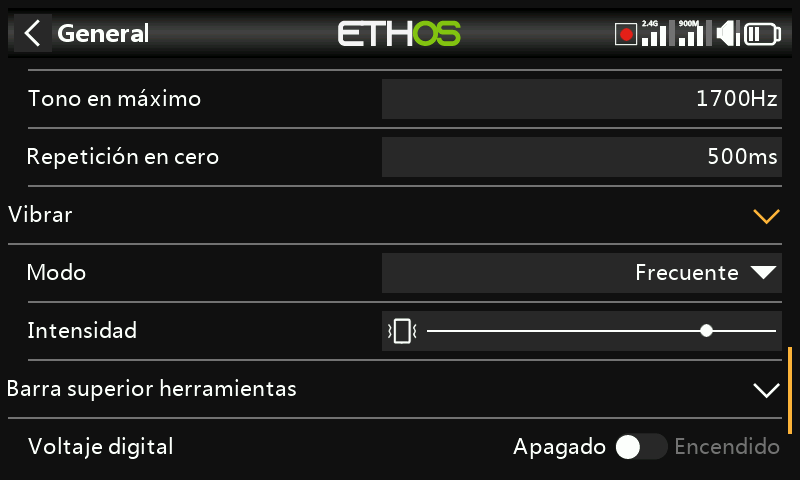 General
ETHOS
2.4G
900M
Tono en máximo 1700Hz
Repetición en cero 500ms
Vibrar
Modo Frecuente
Intensidad
Barra superior herramientas
Voltaje digital Apagado Encendido